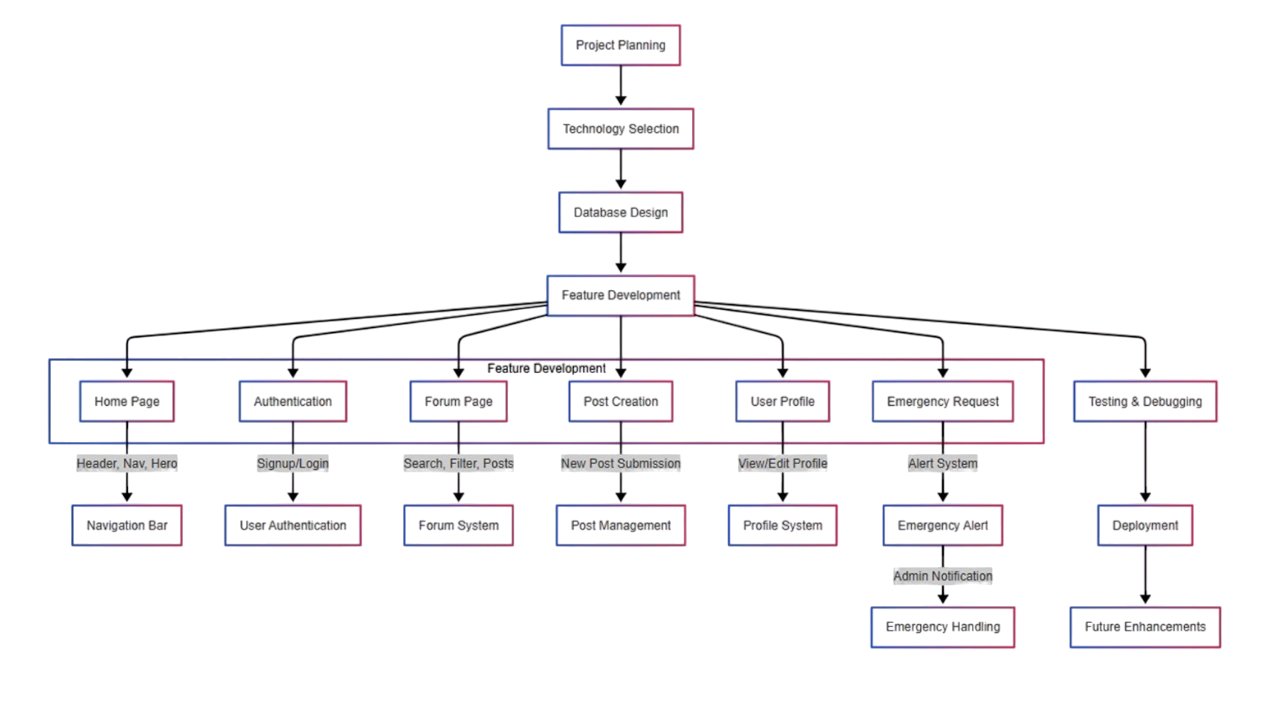 Project Planning
Technology Selection
Database Design
Feature Development
Feature Development
Home Page
Authentication
Forum Page
Post Creation
User Profile
Emergency Request
Testing & Debugging
Header, Nav, Hero
Signup/Login
Search, Filter, Posts
New Post Submission
View/Edit Profile
Alert System
Navigation Bar
User Authentication
Forum System
Post Management
Profile System
Emergency Alert
Deployment
Admin Notification
Emergency Handling
Future Enhancements